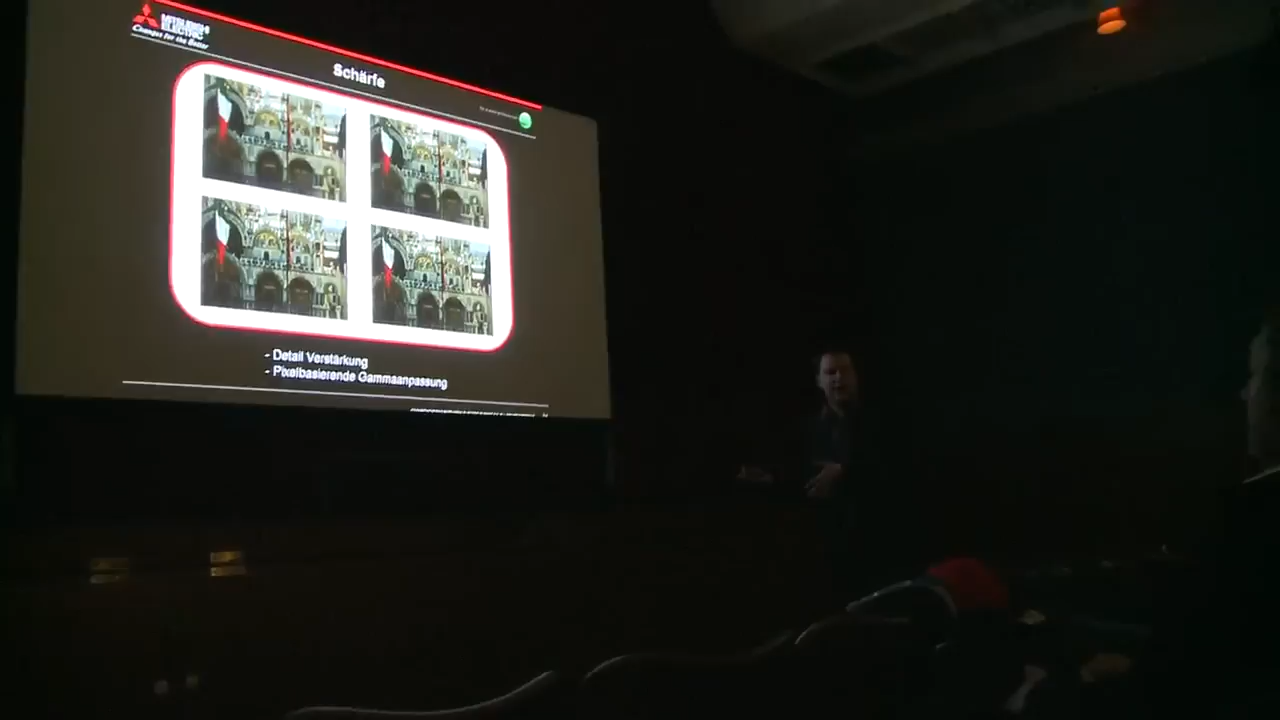 MITSUBISHI
ELECTRIC
Changes for the Better
Schärfe
- Detail Verstärkung
- Pixelbasierende Gammaanpassung